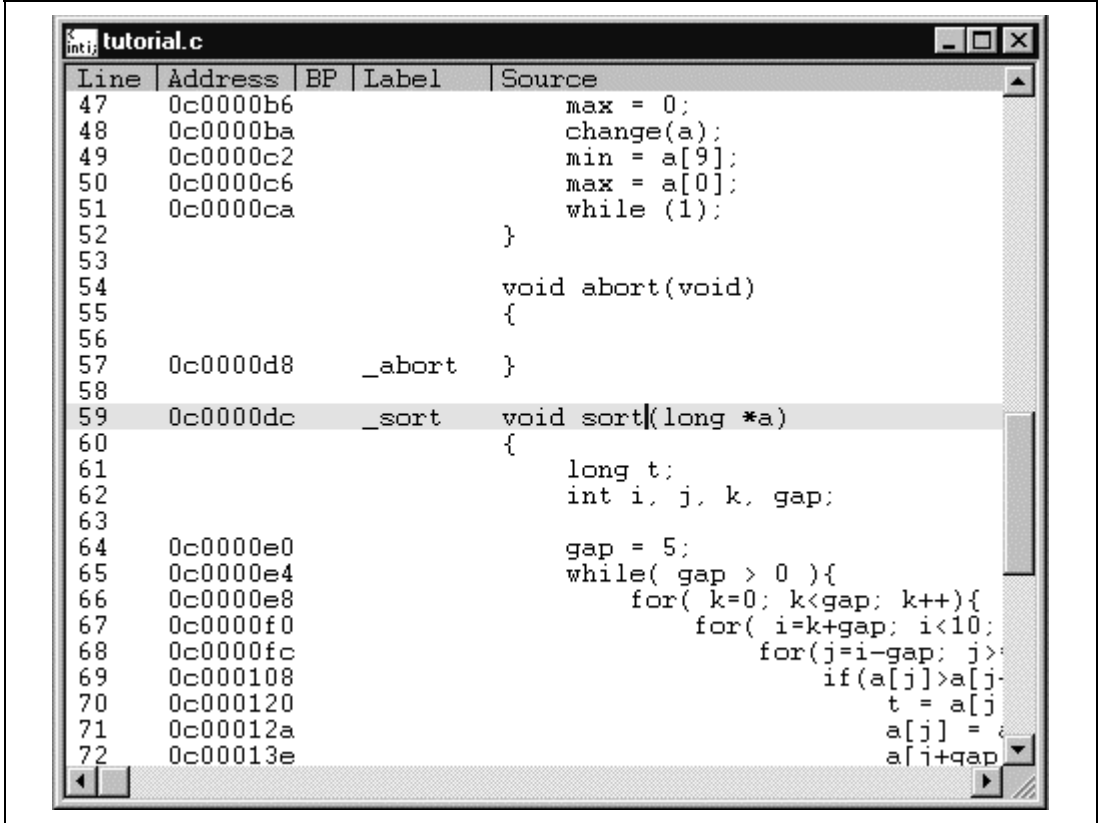 inti; tutorial.c
Line Address BP Label Source
47 0c0000b6 max = 0;
48 0c0000ba change(a);
49 0c0000c2 min = a[9];
50 0c0000c6 max = a[0];
51 0c0000ca while (1);
52 }
53
54 void abort(void)
55 {
56
57 0c0000d8 _abort }
58
59 0c0000dc _sort void sort(long *a)
60 {
61 long t;
62 int i, j, k, gap;
63
64 0c0000e0 gap = 5;
65 0c0000e4 while( gap > 0 ){
66 0c0000e8 for( k=0; k<gap; k++){
67 0c0000f0 for( i=k+gap; i<10;
68 0c0000fc for(j=i-gap; j>
69 0c000108 if(a[j]>a[j
70 0c000120 t = a[j
71 0c00012a a[j] =
72 0c00013e a[j+gap